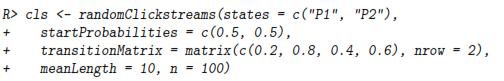 R> cls <- randomClickstreams(states = c("P1", "P2"),
+ startProbabilities = c(0.5, 0.5),
+ transitionMatrix = matrix(c(0.2, 0.8, 0.4, 0.6), nrow = 2),
+ meanLength = 10, n = 100)